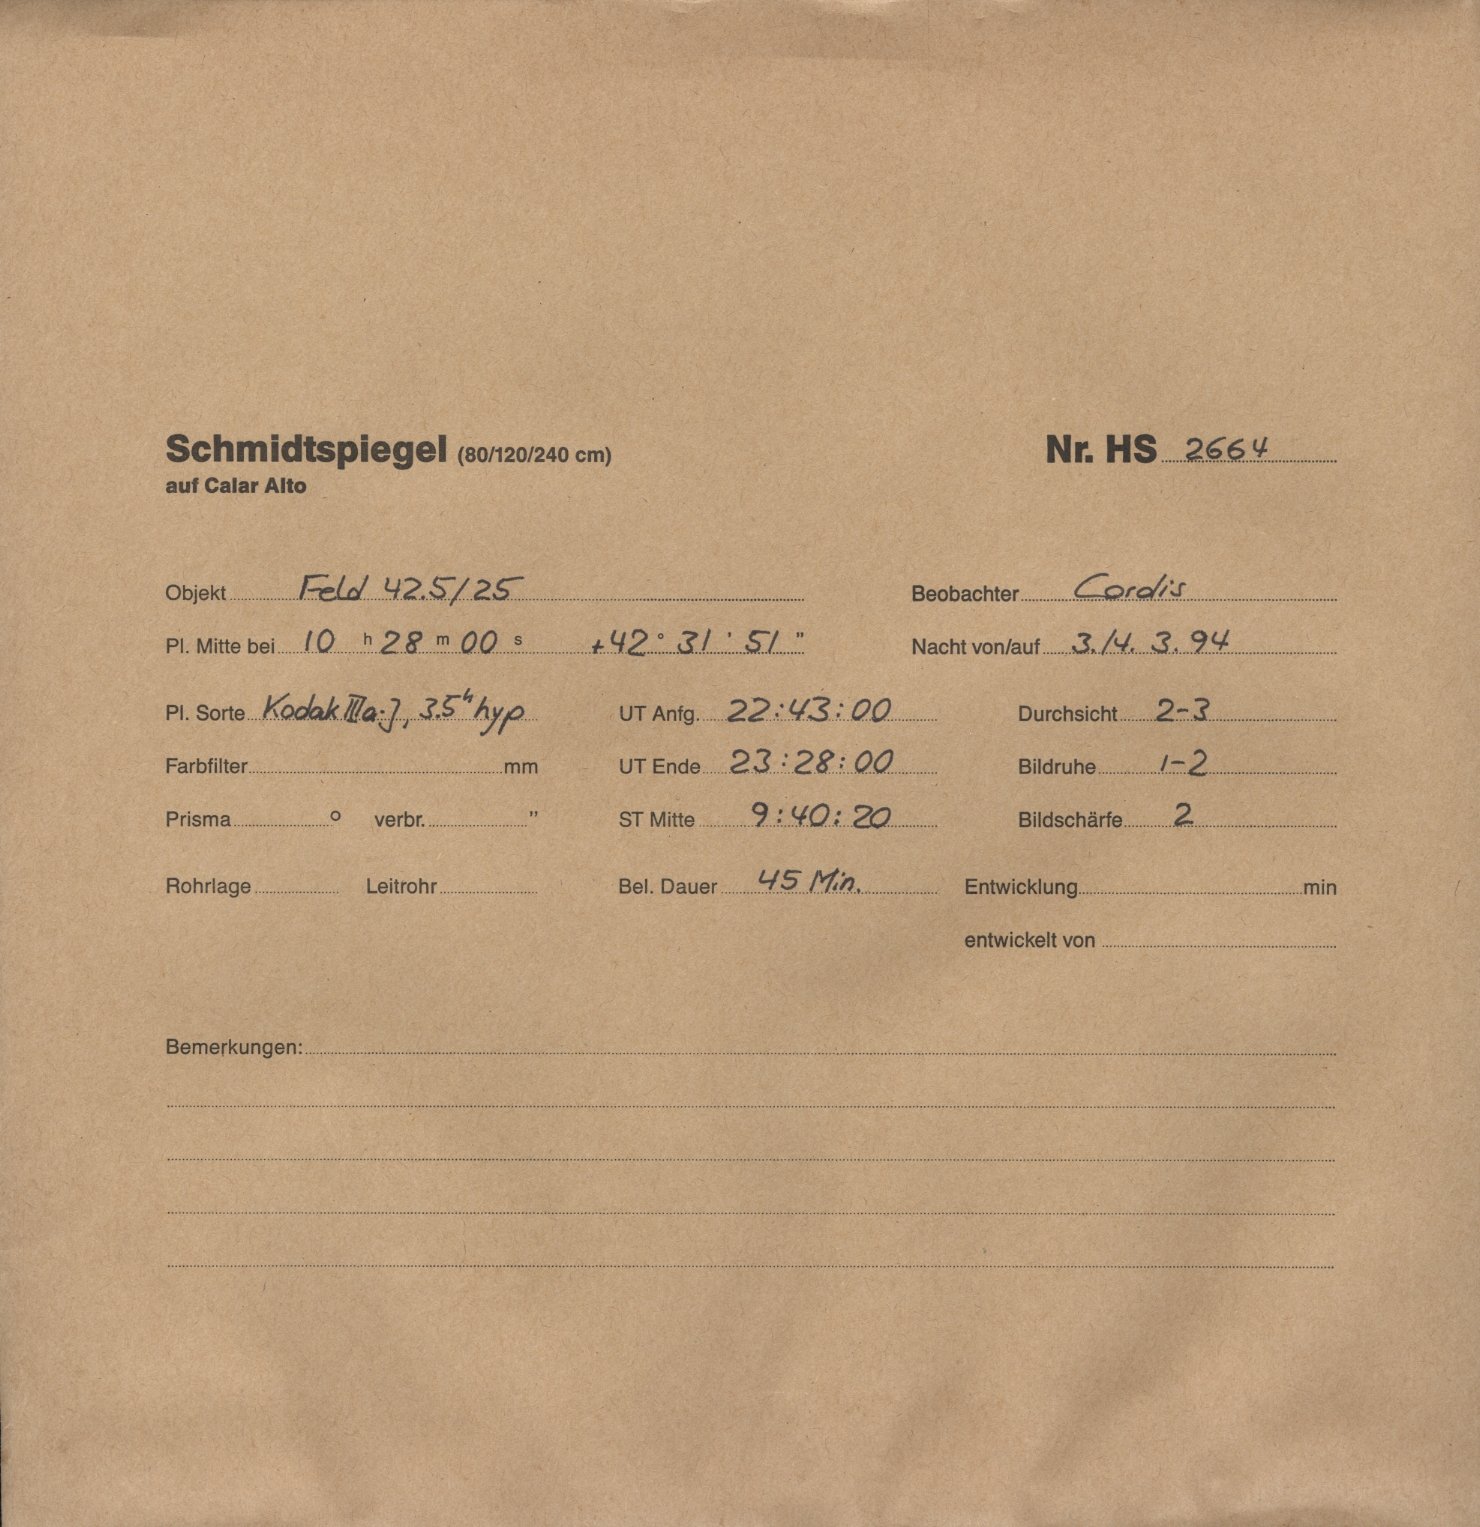 Schmidtspiegel (80/120/240 cm) Nr. HS 2664
auf Calar Alto
Objekt Feld 42.5/25 Beobachter Cordis
Pl. Mitte bei 10 h 28 m 00 s +42° 31' 51" Nacht von/auf 3./4. 3. 94
Pl. Sorte Kodak IIIa-J, 3.5h hyp UT Anfg. 22:43:00 Durchsicht 2-3
Farbfilter mm UT Ende 23:28:00 Bildruhe 1-2
Prisma ° verbr. " ST Mitte 9:40:20 Bildschärfe 2
Rohrlage Leitrohr Bel. Dauer 45 Min. Entwicklung min
entwickelt von
Bemerkungen: